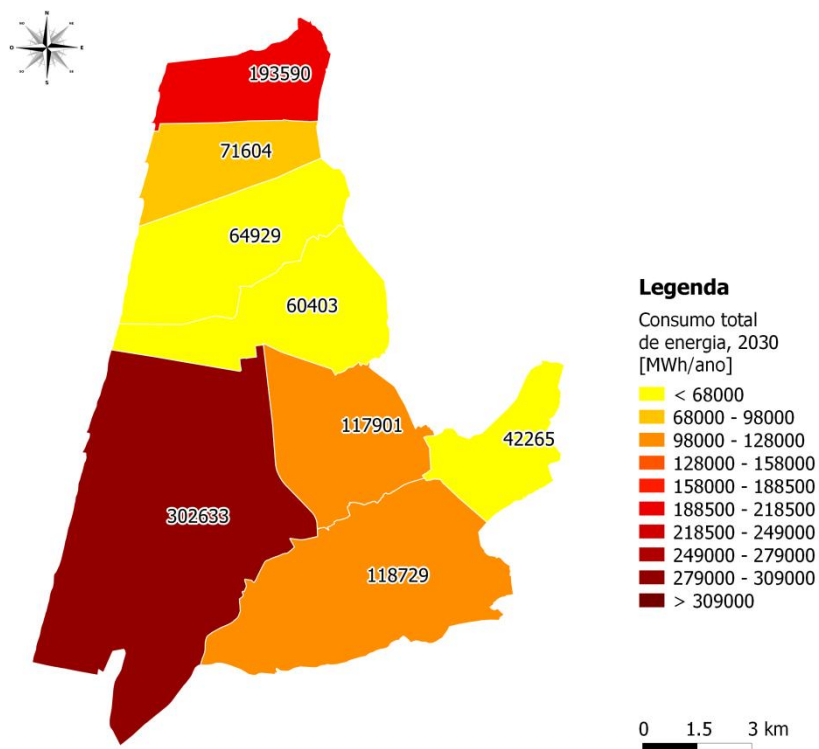 N
O
E
S
193590
71604
64929
60403
117901
42265
302633
118729
Legenda
Consumo total
de energia, 2030
[MWh/ano]
< 68000
68000 - 98000
98000 - 128000
128000 - 158000
158000 - 188500
188500 - 218500
218500 - 249000
249000 - 279000
279000 - 309000
> 309000
0 1.5 3 km